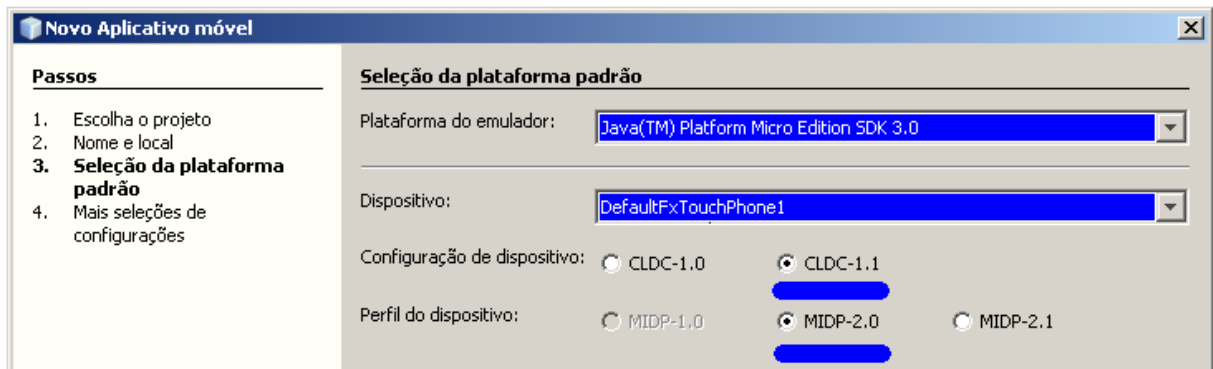 Novo Aplicativo móvel
Passos
1. Escolha o projeto
2. Nome e local
3. Seleção da plataforma
padrão
4. Mais seleções de
configurações
Seleção da plataforma padrão
Plataforma do emulador: Java(TM) Platform Micro Edition SDK 3.0
Dispositivo: DefaultFxTouchPhone1
Configuração de dispositivo: CLDC-1.0 CLDC-1.1
Perfil do dispositivo: MIDP-1.0 MIDP-2.0 MIDP-2.1